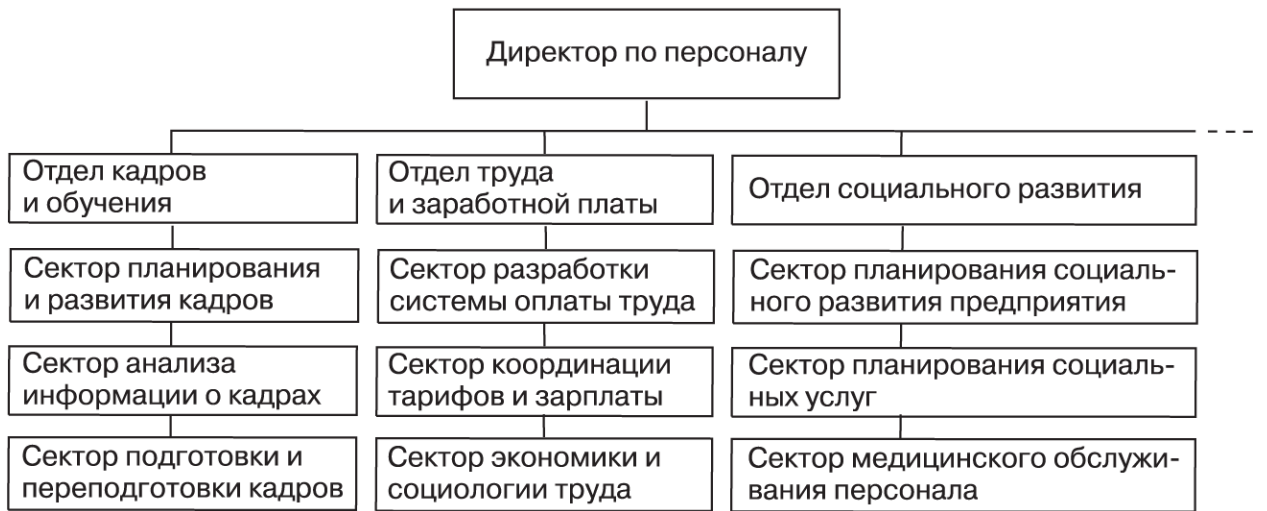 Директор по персоналу
Отдел кадров
и обучения
Отдел труда
и заработной платы
Отдел социального развития
Сектор планирования
и развития кадров
Сектор разработки
системы оплаты труда
Сектор планирования социаль-
ного развития предприятия
Сектор анализа
информации о кадрах
Сектор координации
тарифов и зарплаты
Сектор планирования социаль-
ных услуг
Сектор подготовки и
переподготовки кадров
Сектор экономики и
социологии труда
Сектор медицинского обслужи-
вания персонала